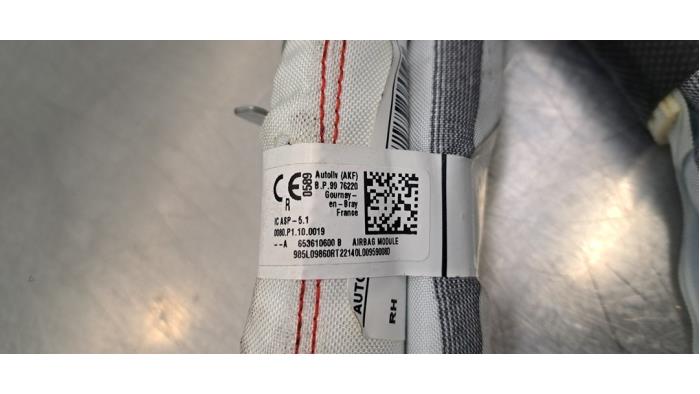 CE
R
0589
Autoliv (AKF)
B.P.99 76220
Gournay-
en-Bray
France
IC ASP-5.1
0080.P1.10.0019
--A 653610600 B AIRBAG MODULE
AUTO
RH